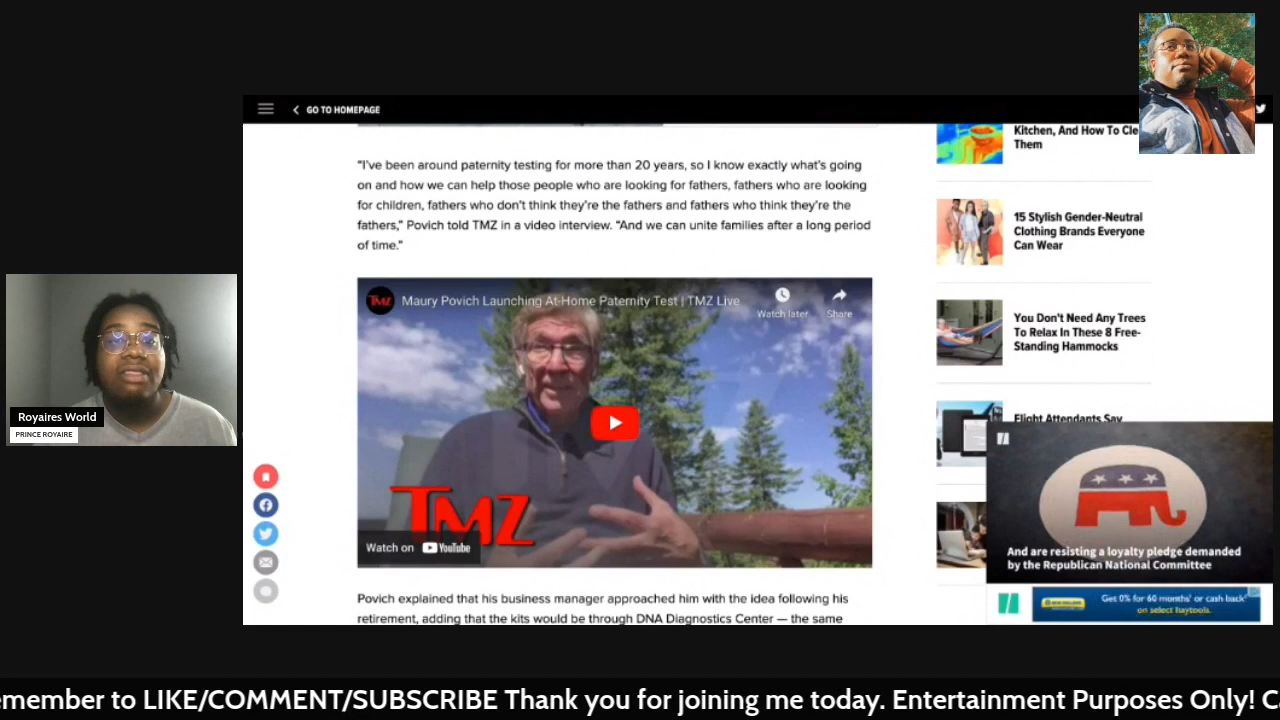 GO TO HOMEPAGE
"I've been around paternity testing for more than 20 years, so I know exactly what's going
on and how we can help those people who are looking for fathers, fathers who are looking
for children, fathers who don't think they're the fathers and fathers who think they're the
fathers," Povich told TMZ in a video interview. "And we can unite families after a long period
of time."
TMZ
Maury Povich Launching At-Home Paternity Test | TMZ Live
Watch later
Share
TMZ
Watch on YouTube
Povich explained that his business manager approached him with the idea following his
retirement, adding that the kits would be through DNA Diagnostics Center — the same
Kitchen, And How To Cle
Them
15 Stylish Gender-Neutral
Clothing Brands Everyone
Can Wear
You Don't Need Any Trees
To Relax In These 8 Free-
Standing Hammocks
Flight Attendants Say
And are resisting a loyalty pledge demanded
by the Republican National Committee
Get 0% for 60 months* or cash back*
on select haytools.
Royaires World
PRINCE ROYAIRE
emember to LIKE/COMMENT/SUBSCRIBE Thank you for joining me today. Entertainment Purposes Only! C